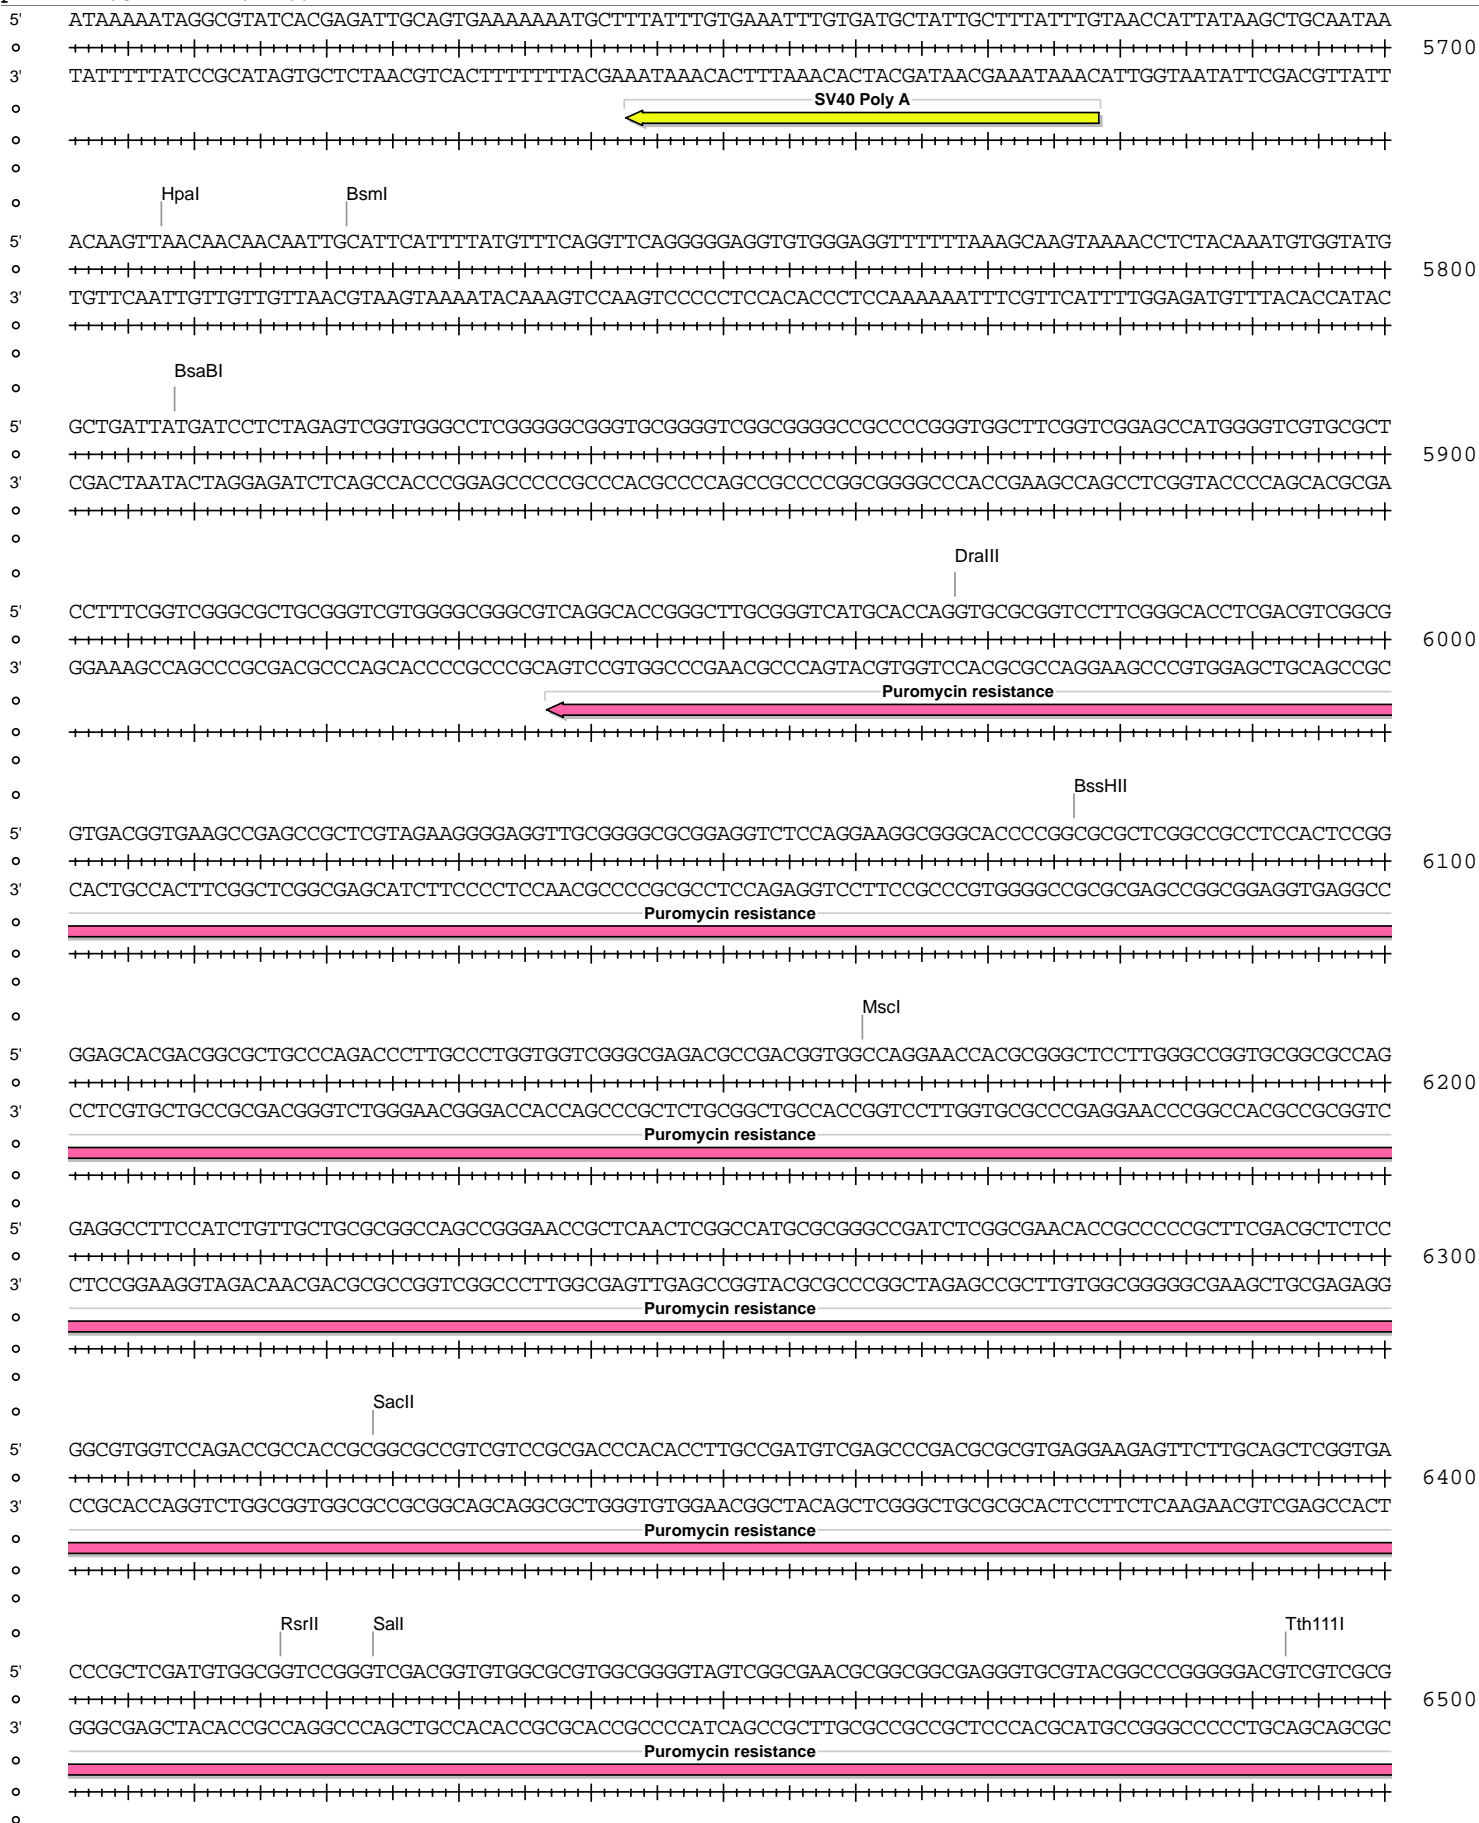 5' ATAAAAATAGGCGTATCACGAGATTGCAGTGAAAAAAATGCTTTATTTGTGAAATTTGTGATGCTATTGCTTTATTTGTAACCATTATAAGCTGCAATAA
5700
3' TATTTTTATCCGCATAGTGCTCTAACGTCACTTTTTTTACGAAATAAACACTTTAAACACTACGATAACGAAATAAACATTGGTAATATTCGACGTTATT
SV40 Poly A
HpaI BsmI
5' ACAAGTTAACAACAACAATTGCATTCATTTTATGTTTCAGGTTCAGGGGGAGGTGTGGGAGGTTTTTTAAAGCAAGTAAAACCTCTACAAATGTGGTATG
5800
3' TGTTCAATTGTTGTTGTTAACGTAAGTAAAATACAAAGTCCAAGTCCCCCTCCACACCCTCCAAAAAATTTCGTTCATTTTGGAGATGTTTACACCATAC
BsaBI
5' GCTGATTATGATCCTCTAGAGTCGGTGGGCCTCGGGGGCGGGTGCGGGGTCGGCGGGGCCGCCCCGGGTGGCTTCGGTCGGAGCCATGGGGTCGTGCGCT
5900
3' CGACTAATACTAGGAGATCTCAGCCACCCGGAGCCCCCGCCCACGCCCCAGCCGCCCCGGCGGGGCCCACCGAAGCCAGCCTCGGTACCCCAGCACGCGA
DraIII
5' CCTTTCGGTCGGGCGCTGCGGGTCGTGGGGCGGGCGTCAGGCACCGGGCTTGCGGGTCATGCACCAGGTGCGCGGTCCTTCGGGCACCTCGACGTCGGCG
6000
3' GGAAAGCCAGCCCGCGACGCCCAGCACCCCGCCCGCAGTCCGTGGCCCGAACGCCCAGTACGTGGTCCACGCGCCAGGAAGCCCGTGGAGCTGCAGCCGC
Puromycin resistance
BssHII
5' GTGACGGTGAAGCCGAGCCGCTCGTAGAAGGGGAGGTTGCGGGGCGCGGAGGTCTCCAGGAAGGCGGGCACCCCGGCGCGCTCGGCCGCCTCCACTCCGG
6100
3' CACTGCCACTTCGGCTCGGCGAGCATCTTCCCCTCCAACGCCCCGCGCCTCCAGAGGTCCTTCCGCCCGTGGGGCCGCGCGAGCCGGCGGAGGTGAGGCC
Puromycin resistance
MscI
5' GGAGCACGACGGCGCTGCCCAGACCCTTGCCCTGGTGGTCGGGCGAGACGCCGACGGTGGCCAGGAACCACGCGGGCTCCTTGGGCCGGTGCGGCGCCAG
6200
3' CCTCGTGCTGCCGCGACGGGTCTGGGAACGGGACCACCAGCCCGCTCTGCGGCTGCCACCGGTCCTTGGTGCGCCCGAGGAACCCGGCCACGCCGCGGTC
Puromycin resistance
5' GAGGCCTTCCATCTGTTGCTGCGCGGCCAGCCGGGAACCGCTCAACTCGGCCATGCGCGGGCCGATCTCGGCGAACACCGCCCCCGCTTCGACGCTCTCC
6300
3' CTCCGGAAGGTAGACAACGACGCGCCGGTCGGCCCTTGGCGAGTTGAGCCGGTACGCGCCCGGCTAGAGCCGCTTGTGGCGGGGGCGAAGCTGCGAGAGG
Puromycin resistance
SacII
5' GGCGTGGTCCAGACCGCCACCGCGGCGCCGTCGTCCGCGACCCACACCTTGCCGATGTCGAGCCCGACGCGCGTGAGGAAGAGTTCTTGCAGCTCGGTGA
6400
3' CCGCACCAGGTCTGGCGGTGGCGCCGCGGCAGCAGGCGCTGGGTGTGGAACGGCTACAGCTCGGGCTGCGCGCACTCCTTCTCAAGAACGTCGAGCCACT
Puromycin resistance
RsrII SalI Tth111I
5' CCCGCTCGATGTGGCGGTCCGGGTCGACGGTGTGGCGCGTGGCGGGGTAGTCGGCGAACGCGGCGGCGAGGGTGCGTACGGCCCGGGGGACGTCGTCGCG
6500
3' GGGCGAGCTACACCGCCAGGCCCAGCTGCCACACCGCGCACCGCCCCATCAGCCGCTTGCGCCGCCGCTCCCACGCATGCCGGGCCCCCTGCAGCAGCGC
Puromycin resistance